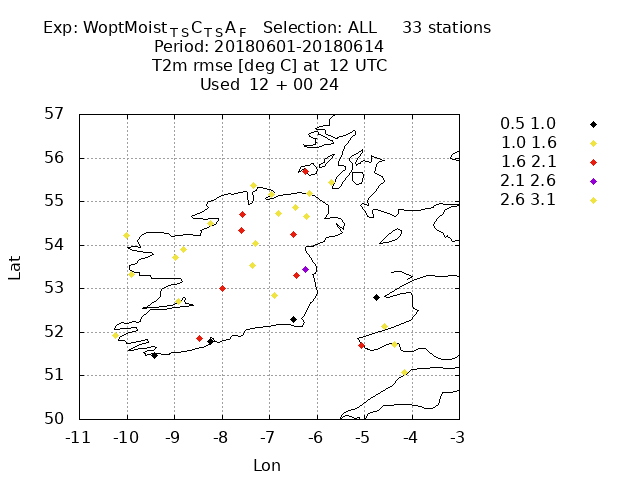 Exp: WoptMoist_TS C_TS A_F Selection: ALL 33 stations
Period: 20180601-20180614
T2m rmse [deg C] at 12 UTC
Used 12 + 00 24
0.5 1.0
1.0 1.6
1.6 2.1
2.1 2.6
2.6 3.1
57
56
55
54
53
52
51
50
Lat
-11 -10 -9 -8 -7 -6 -5 -4 -3
Lon